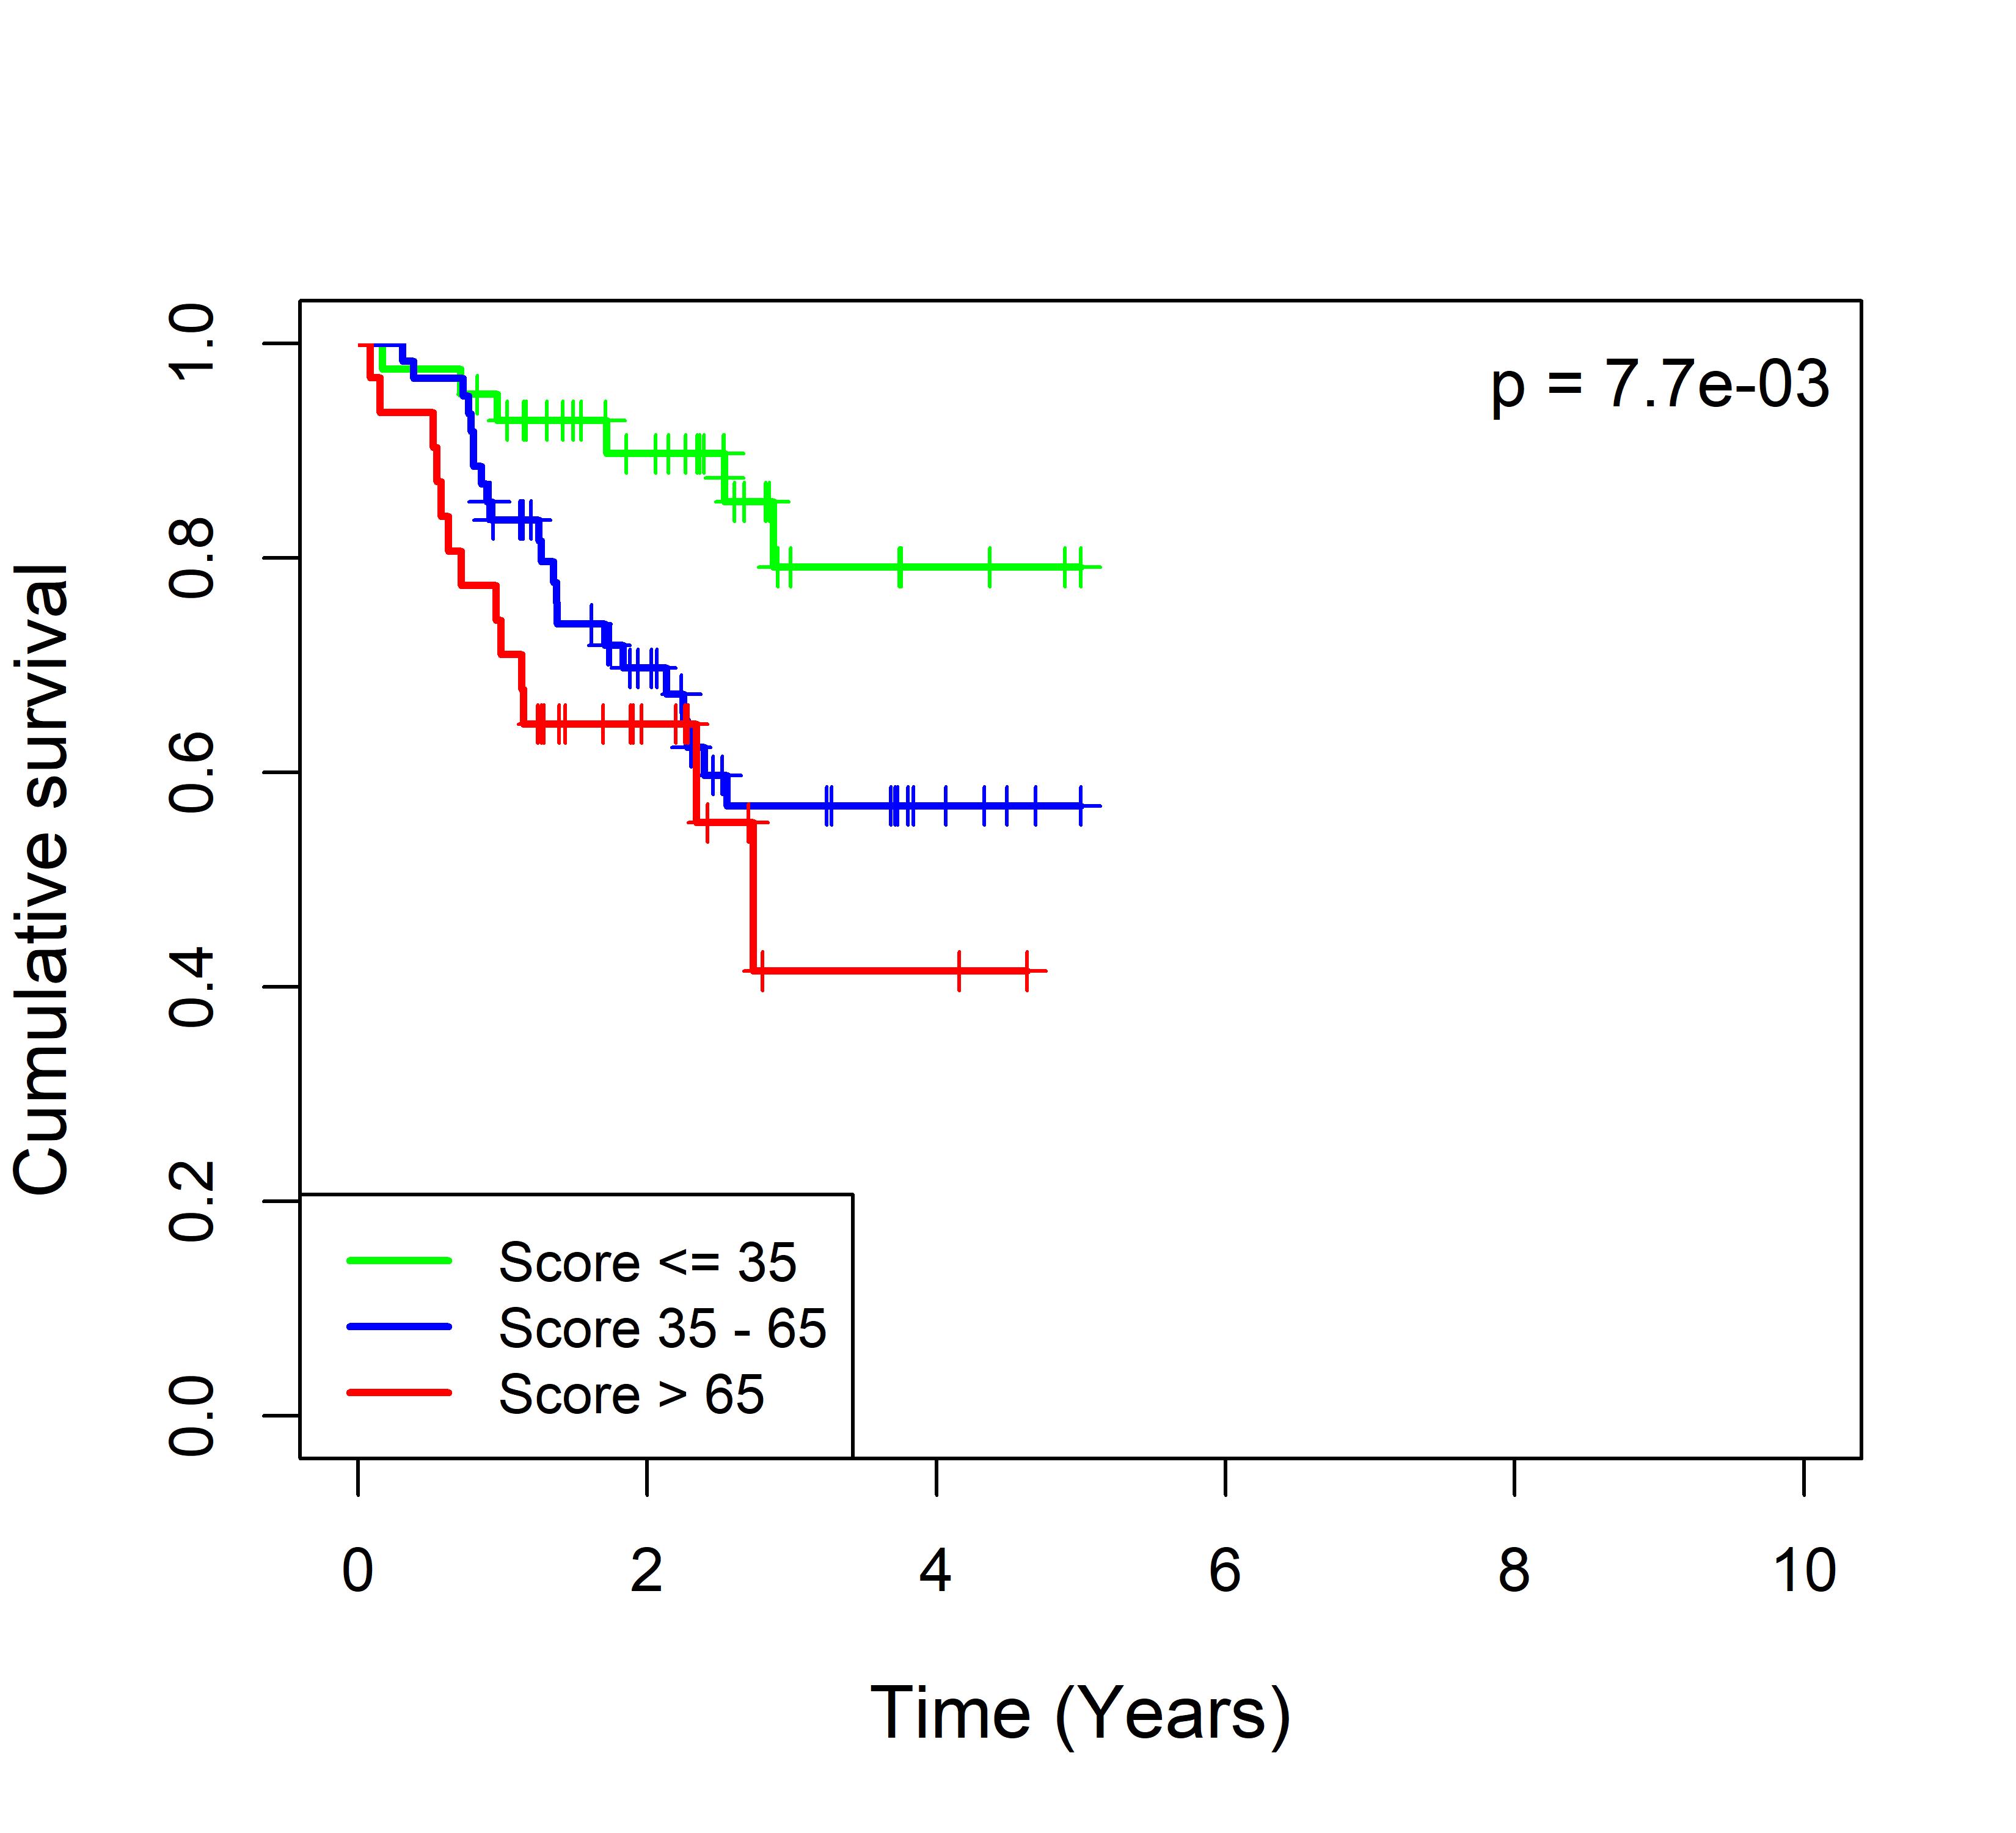 p = 7.7e-03
Cumulative survival
1.0
0.8
0.6
0.4
0.2
0.0
Score <= 35
Score 35 - 65
Score > 65
0 2 4 6 8 10
Time (Years)